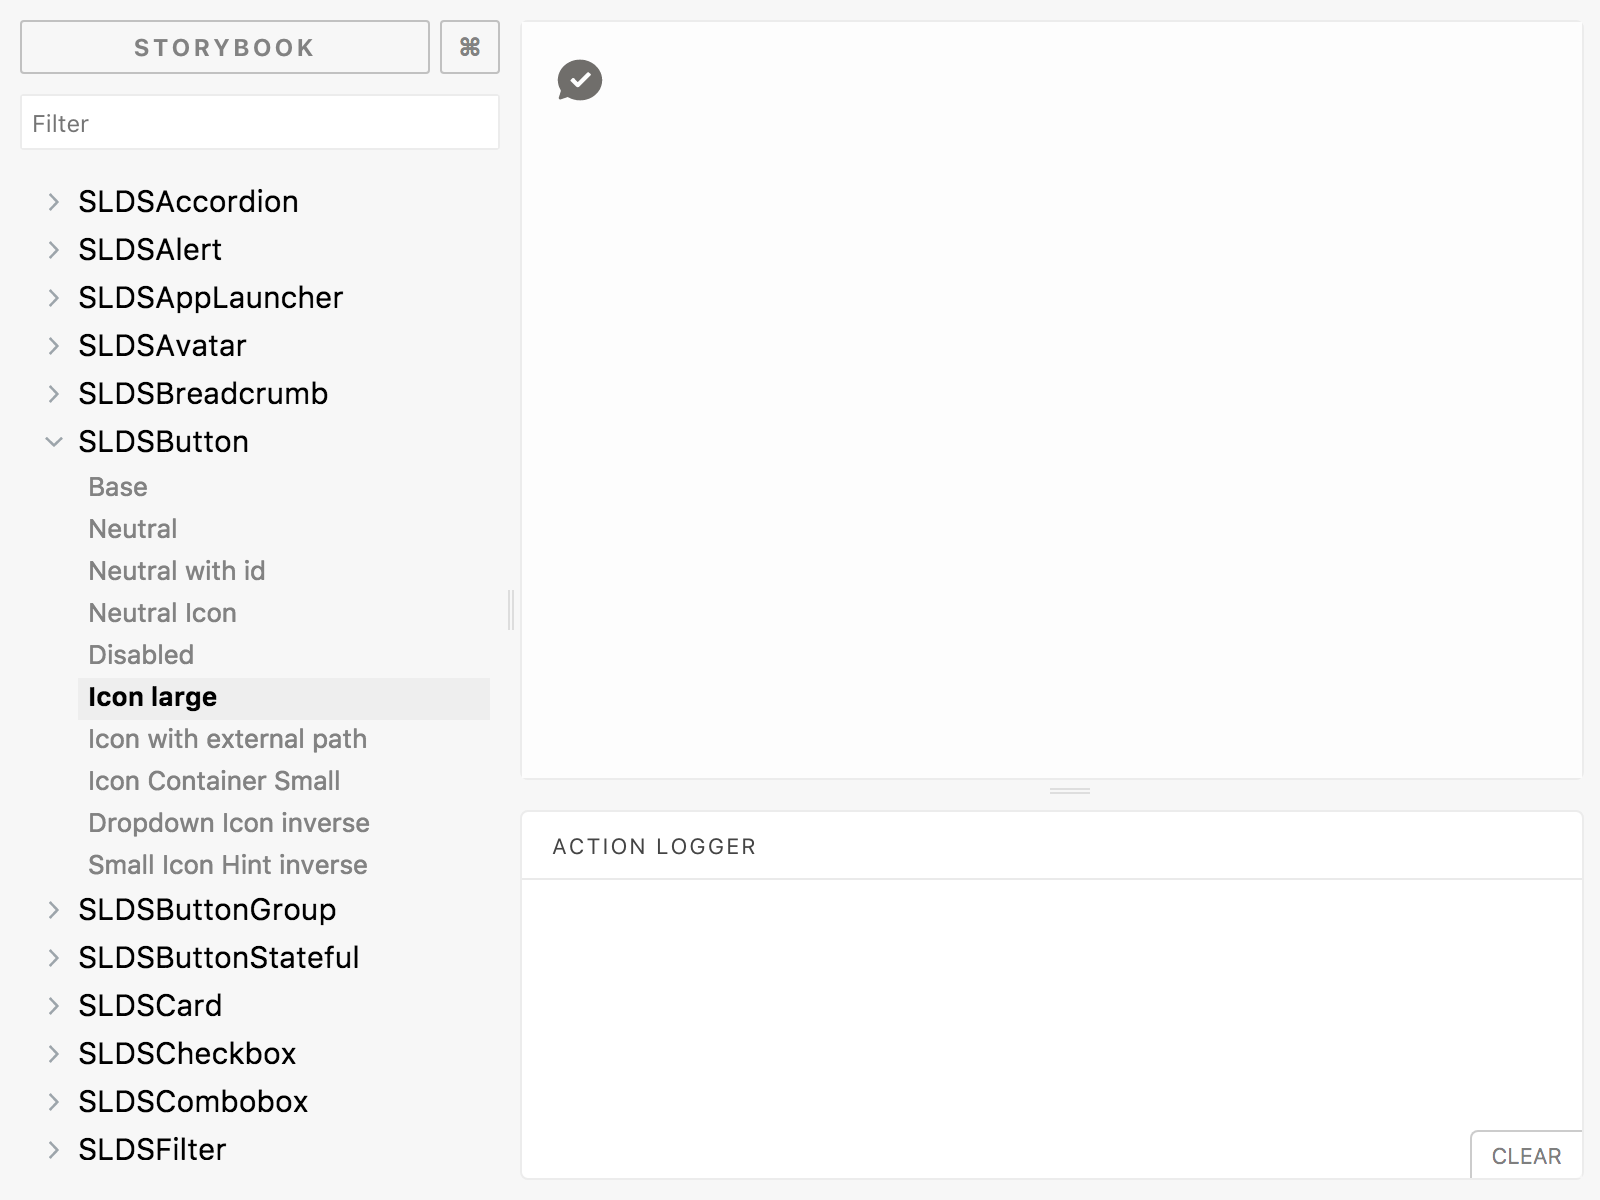 STORYBOOK
⌘
Filter
SLDSAccordion
SLDSAlert
SLDSAppLauncher
SLDSAvatar
SLDSBreadcrumb
SLDSButton
Base
Neutral
Neutral with id
Neutral Icon
Disabled
Icon large
Icon with external path
Icon Container Small
Dropdown Icon inverse
Small Icon Hint inverse
SLDSButtonGroup
SLDSButtonStateful
SLDSCard
SLDSCheckbox
SLDSCombobox
SLDSFilter
ACTION LOGGER
CLEAR